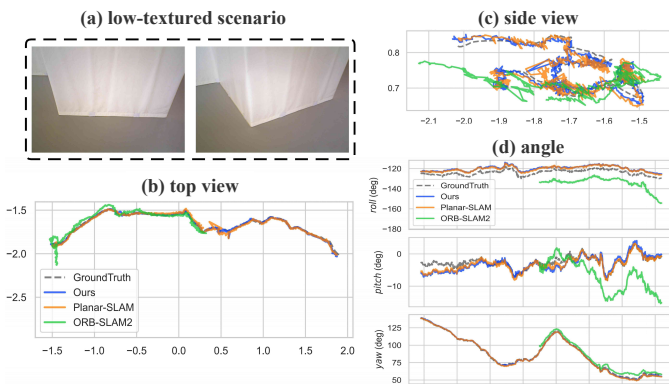 (a) low-textured scenario
(c) side view
0.8
0.7
−2.1 −2.0 −1.9 −1.8 −1.7 −1.6 −1.5
(b) top view
−1.5
−2.0
−2.5
GroundTruth
Ours
Planar-SLAM
ORB-SLAM2
−1.5 −1.0 −0.5 0.0 0.5 1.0 1.5 2.0
(d) angle
roll (deg)
−120
−140
−160
−180
GroundTruth
Ours
Planar-SLAM
ORB-SLAM2
pitch (deg)
0
−10
yaw (deg)
125
100
75
50